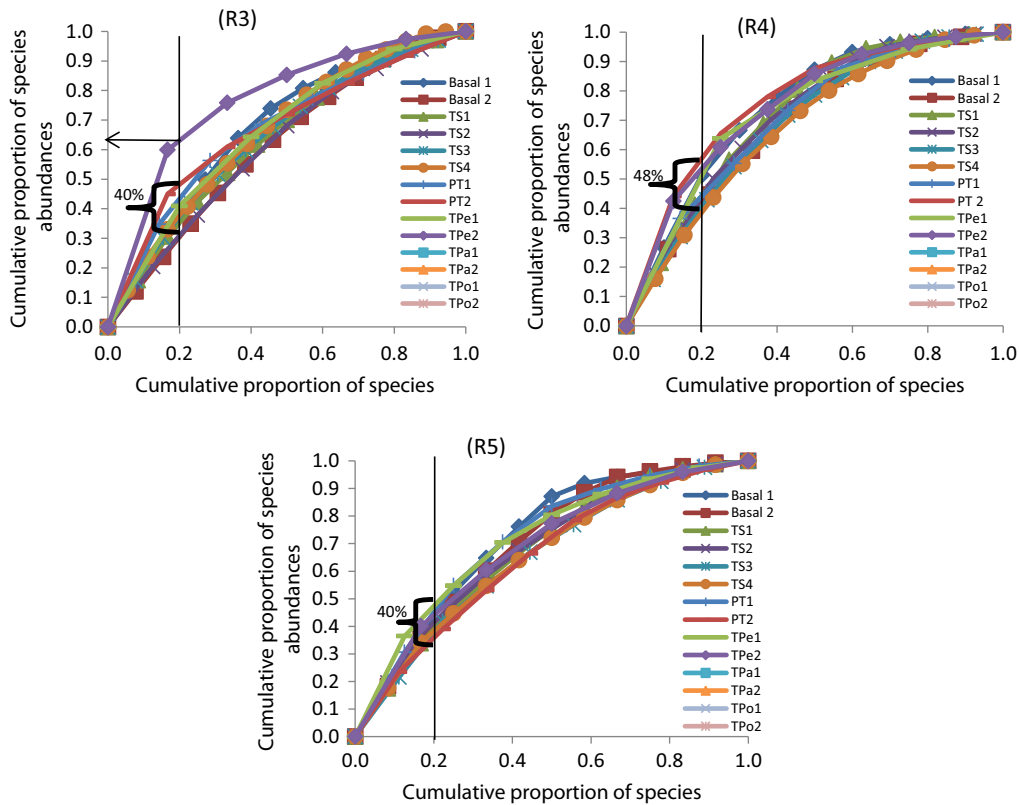 (R3)
Cumulative proportion of species
abundances
1.0
0.9
0.8
0.7
0.6
0.5
0.4
0.3
0.2
0.1
0.0
40%
Basal 1
Basal 2
TS1
TS2
TS3
TS4
PT1
PT 2
TPe1
TPe2
TPa1
TPa2
TPo1
TPo2
0.0 0.2 0.4 0.6 0.8 1.0
Cumulative proportion of species
(R4)
Cumulative proportion of species
abundances
1.0
0.9
0.8
0.7
0.6
0.5
0.4
0.3
0.2
0.1
0.0
48%
Basal 1
Basal 2
TS1
TS2
TS3
TS4
PT1
PT 2
TPe1
TPe2
TPa1
TPa2
TPo1
TPo2
0.0 0.2 0.4 0.6 0.8 1.0
Cumulative proportion of species
(R5)
Cumulative proportion of species
abundances
1.0
0.9
0.8
0.7
0.6
0.5
0.4
0.3
0.2
0.1
0.0
40%
Basal 1
Basal 2
TS1
TS2
TS3
TS4
PT1
PT2
TPe1
TPe2
TPa1
TPa2
TPo1
TPo2
0.0 0.2 0.4 0.6 0.8 1.0
Cumulative proportion of species